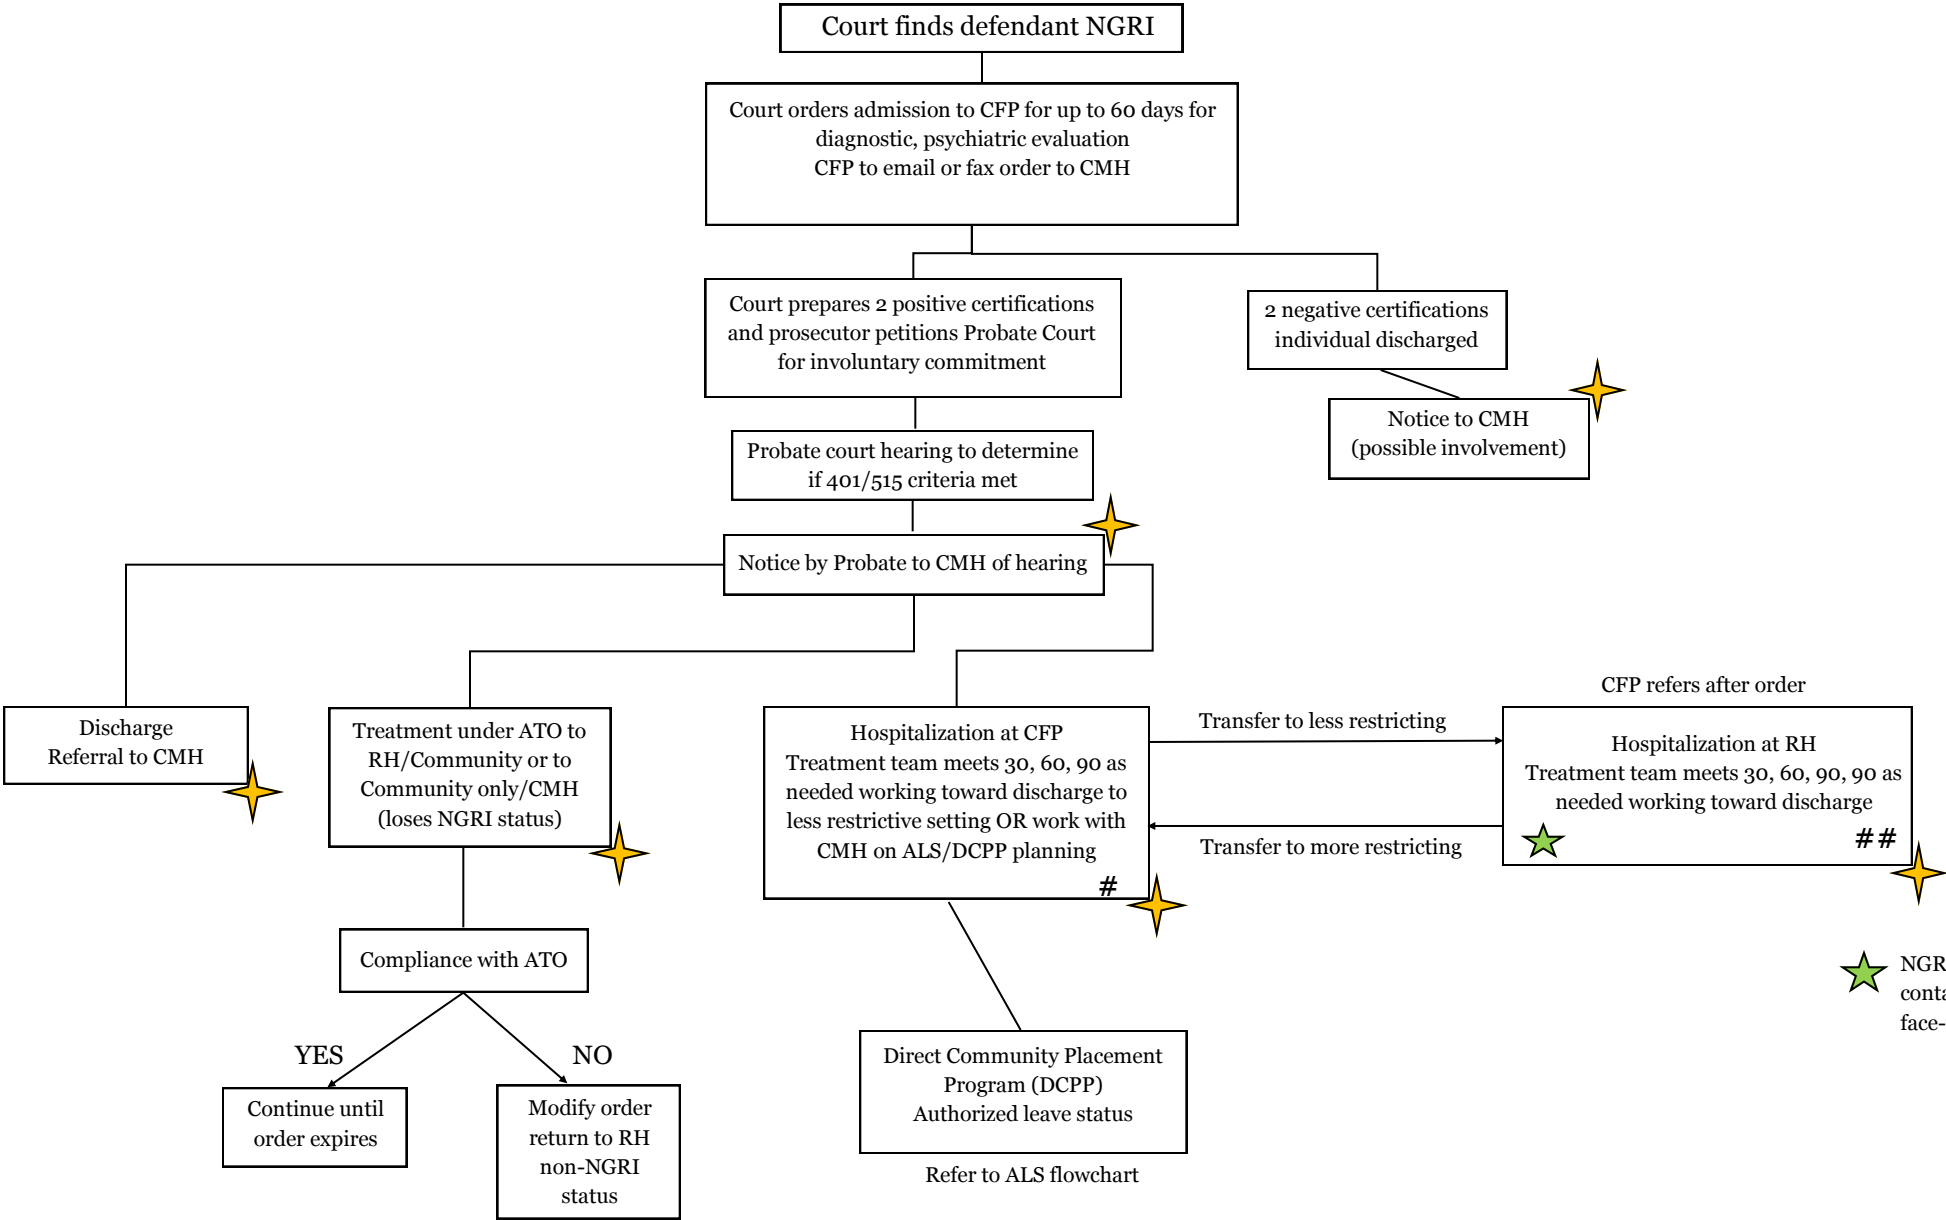 Court finds defendant NGRI
Court orders admission to CFP for up to 60 days for
diagnostic, psychiatric evaluation
CFP to email or fax order to CMH
Court prepares 2 positive certifications
and prosecutor petitions Probate Court
for involuntary commitment
2 negative certifications
individual discharged
Notice to CMH
(possible involvement)
Probate court hearing to determine
if 401/515 criteria met
Notice by Probate to CMH of hearing
Discharge
Referral to CMH
Treatment under ATO to
RH/Community or to
Community only/CMH
(loses NGRI status)
Hospitalization at CFP
Treatment team meets 30, 60, 90 as
needed working toward discharge to
less restrictive setting OR work with
CMH on ALS/DCPP planning
#
Transfer to less restricting
Transfer to more restricting
CFP refers after order
Hospitalization at RH
Treatment team meets 30, 60, 90, 90 as
needed working toward discharge
##
Compliance with ATO
YES
NO
Continue until
order expires
Modify order
return to RH
non-NGRI
status
Direct Community Placement
Program (DCPP)
Authorized leave status
Refer to ALS flowchart
face-